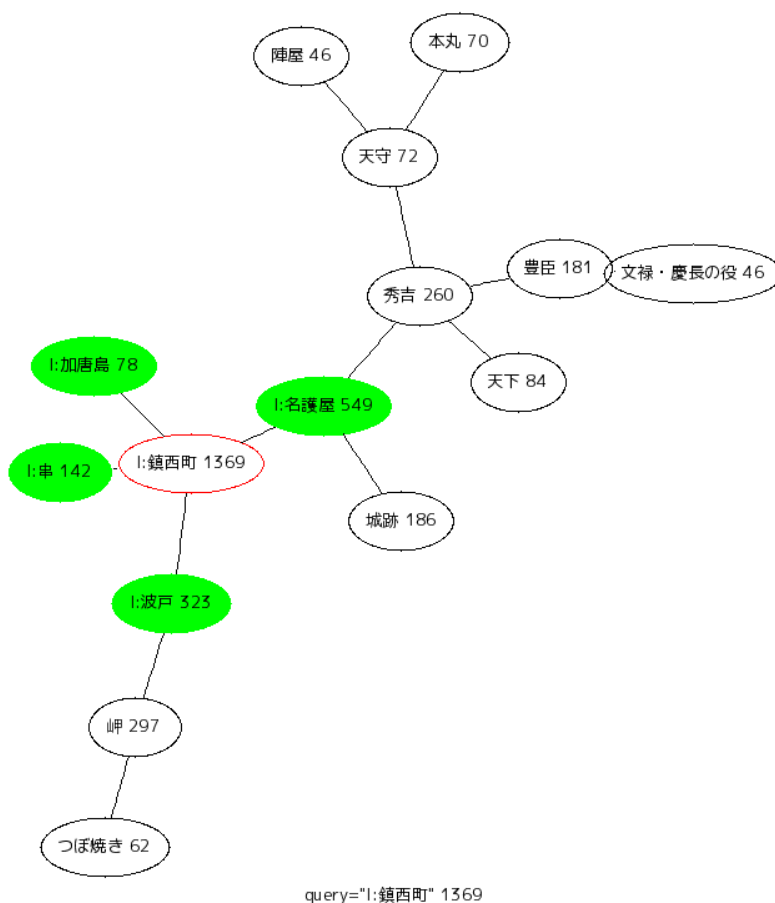 本丸 70
陣屋 46
天守 72
豊臣 181
文禄・慶長の役 46
秀吉 260
l:加唐島 78
天下 84
l:名護屋 549
l:鎮西町 1369
l:串 142
城跡 186
l:波戸 323
岬 297
つぼ焼き 62
query="l:鎮西町" 1369